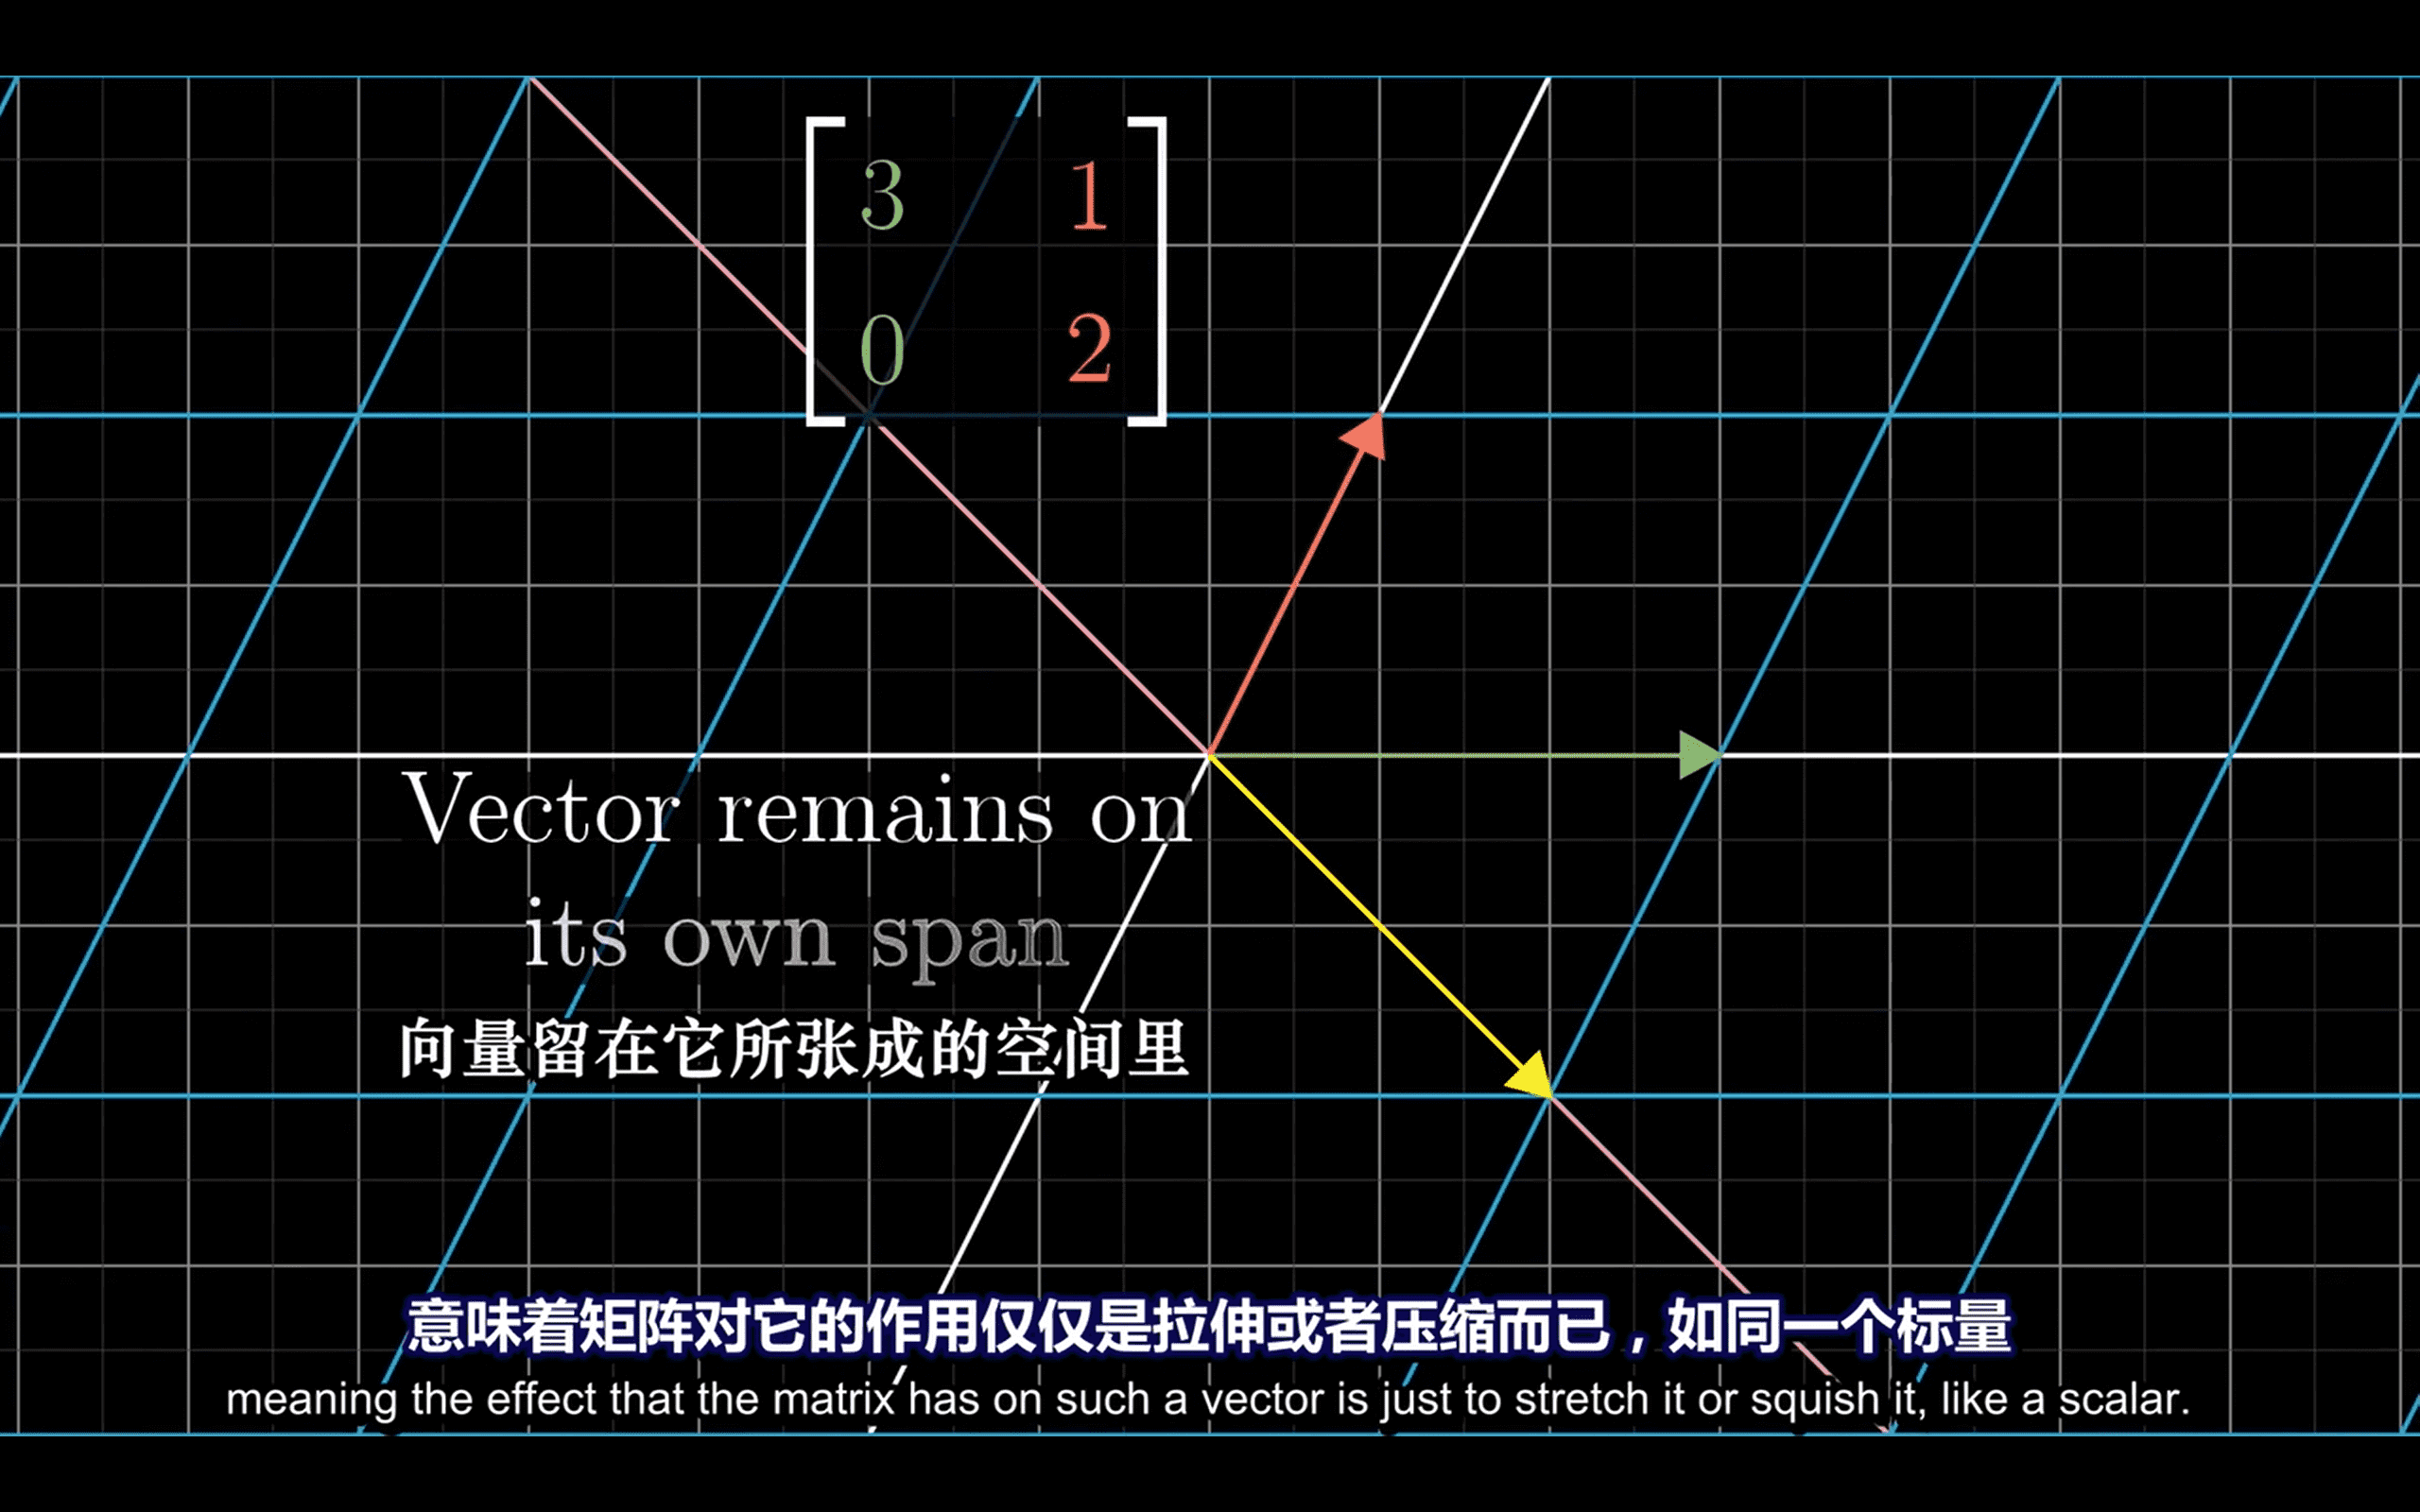 3 1
0 2
Vector remains on
its own span
向量留在它所张成的空间里
意味着矩阵对它的作用仅仅是拉伸或者压缩而已，如同一个标量
meaning the effect that the matrix has on such a vector is just to stretch it or squish it, like a scalar.